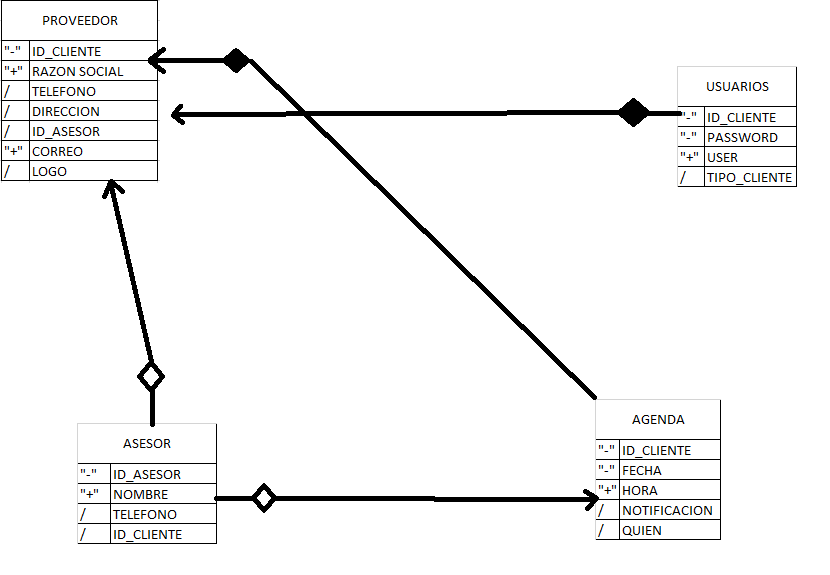 PROVEEDOR
"-" ID_CLIENTE
"+" RAZON SOCIAL
/ TELEFONO
/ DIRECCION
/ ID_ASESOR
"+" CORREO
/ LOGO
USUARIOS
"-" ID_CLIENTE
"-" PASSWORD
"+" USER
/ TIPO_CLIENTE
ASESOR
"-" ID_ASESOR
"+" NOMBRE
/ TELEFONO
/ ID_CLIENTE
AGENDA
"-" ID_CLIENTE
"-" FECHA
"+" HORA
/ NOTIFICACION
/ QUIEN